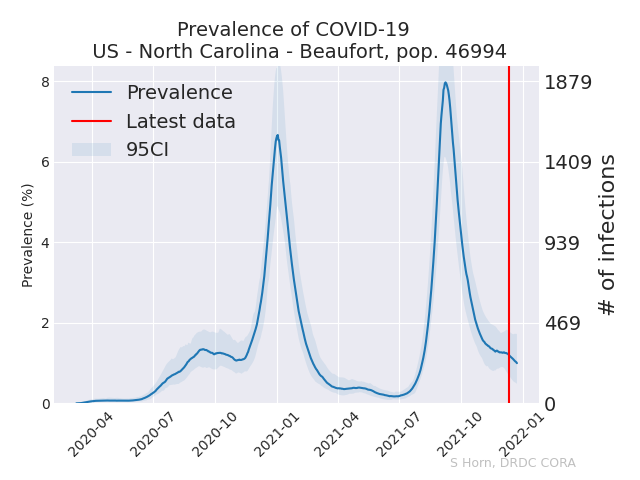 Prevalence of COVID-19
US - North Carolina - Beaufort, pop. 46994
Prevalence
Latest data
95CI
Prevalence (%)
8
6
4
2
0
1879
1409
939
469
0
# of infections
2020-04
2020-07
2020-10
2021-01
2021-04
2021-07
2021-10
2022-01
S Horn, DRDC CORA